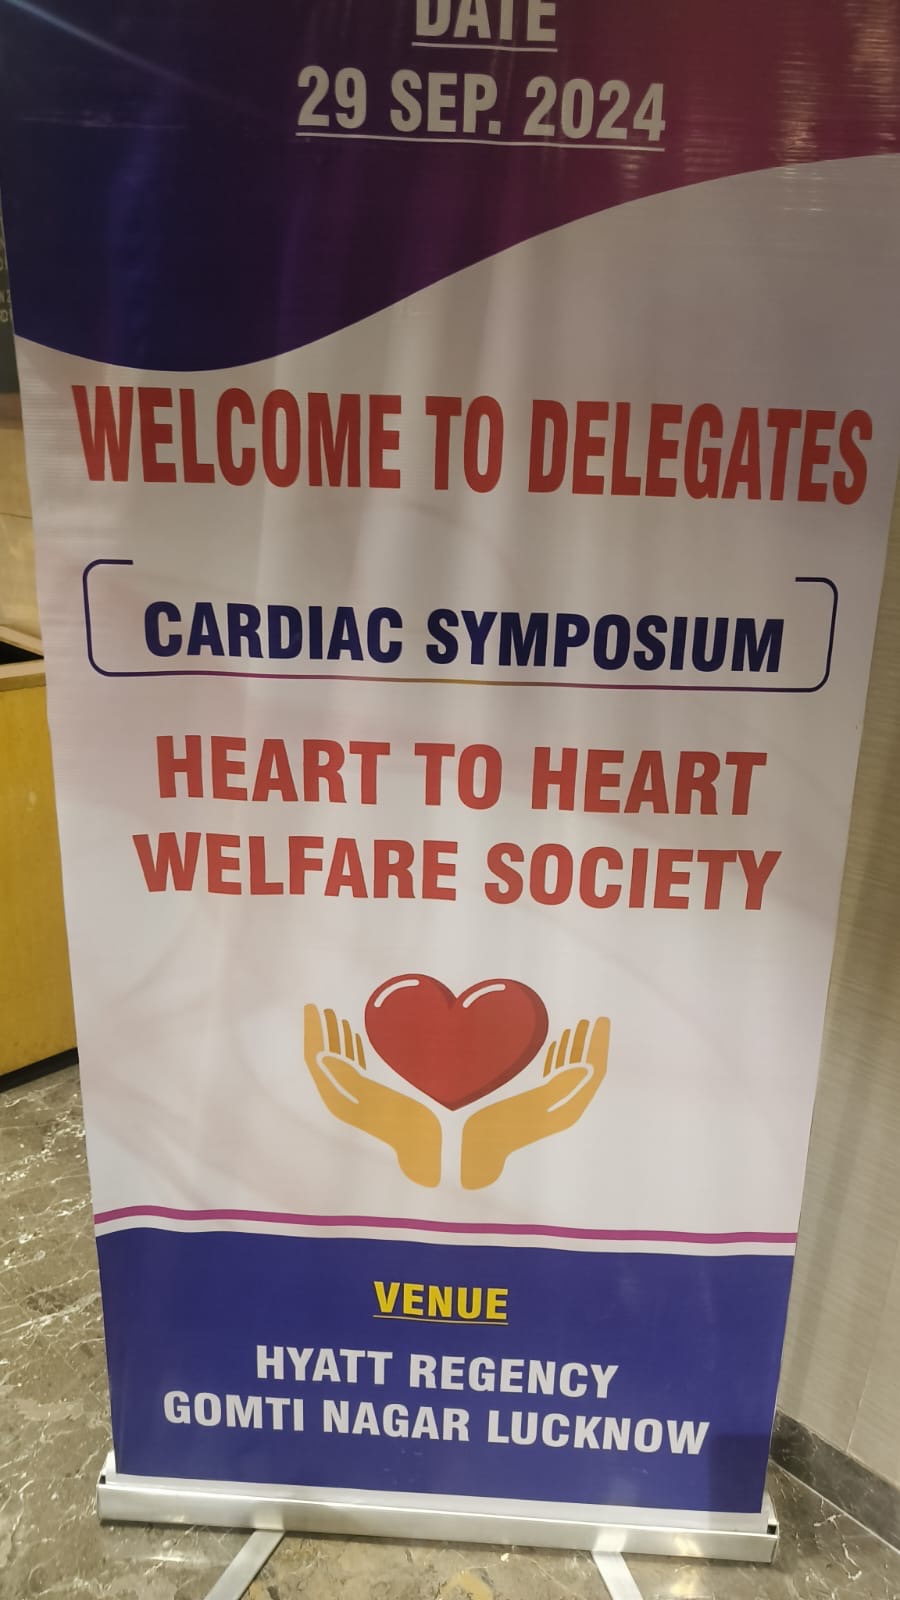 DATE
29 SEP. 2024
WELCOME TO DELEGATES
CARDIAC SYMPOSIUM
HEART TO HEART
WELFARE SOCIETY
VENUE
HYATT REGENCY
GOMTI NAGAR LUCKNOW